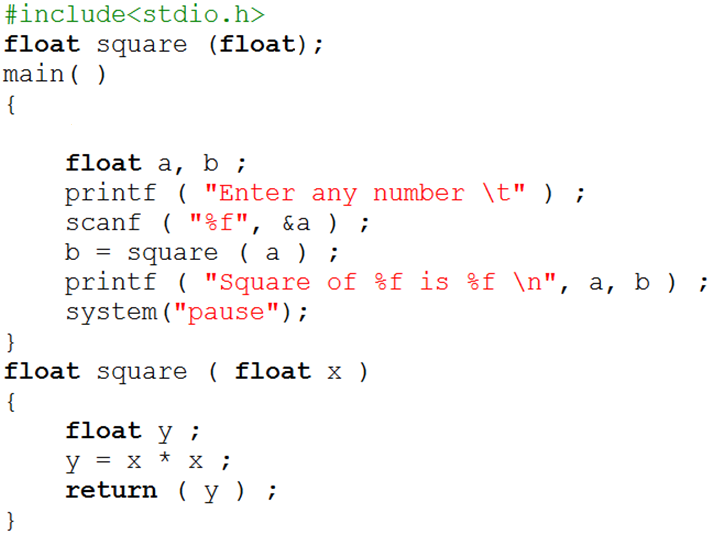 #include<stdio.h>
float square (float);
main( )
{
float a, b ;
printf ( "Enter any number \t" ) ;
scanf ( "%f", &a ) ;
b = square ( a ) ;
printf ( "Square of %f is %f \n", a, b ) ;
system("pause");
}
float square ( float x )
{
float y ;
y = x * x ;
return ( y ) ;
}